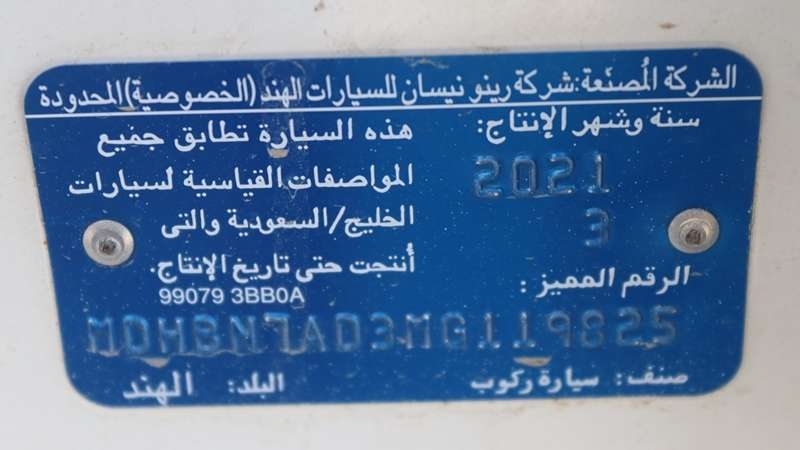 الشركة المُصنّعة: شركة رينو نيسان للسيارات الهند (الخصوصية) المحدودة
سنة وشهر الإنتاج:
2021
3
هذه السيارة تطابق جميع
المواصفات القياسية لسيارات
الخليج/السعودية والتى
أُنتجت حتى تاريخ الإنتاج.
99079 3BB0A
الرقم المميز :
MDHBN7AD3MG119825
صنف: سيارة ركوب
البلد: الهند